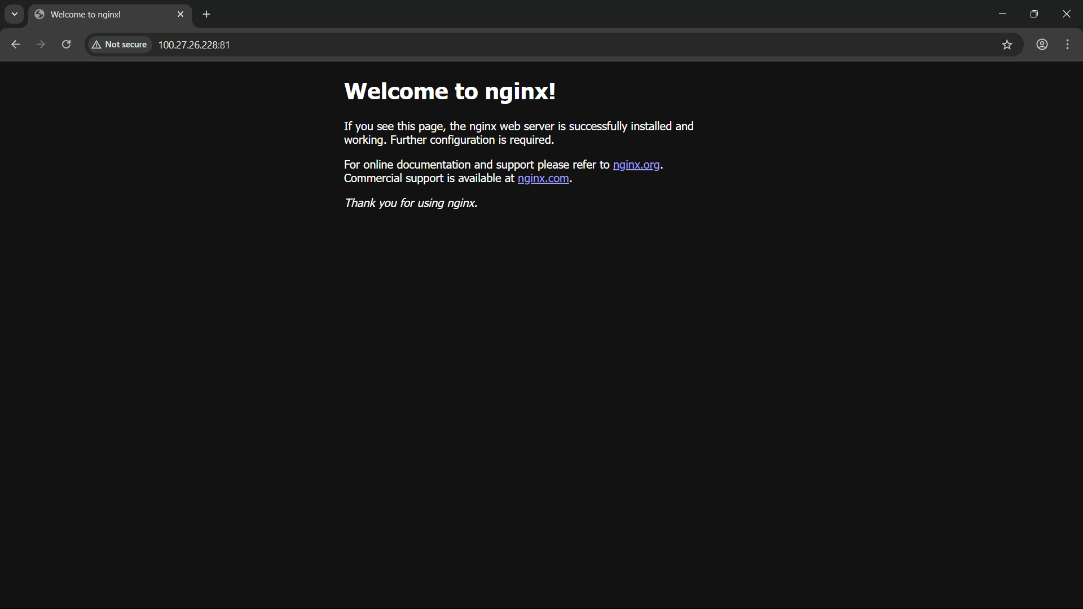 Welcome to nginx!
Not secure
100.27.26.228:81
Welcome to nginx!
If you see this page, the nginx web server is successfully installed and
working. Further configuration is required.
For online documentation and support please refer to nginx.org.
Commercial support is available at nginx.com.
Thank you for using nginx.